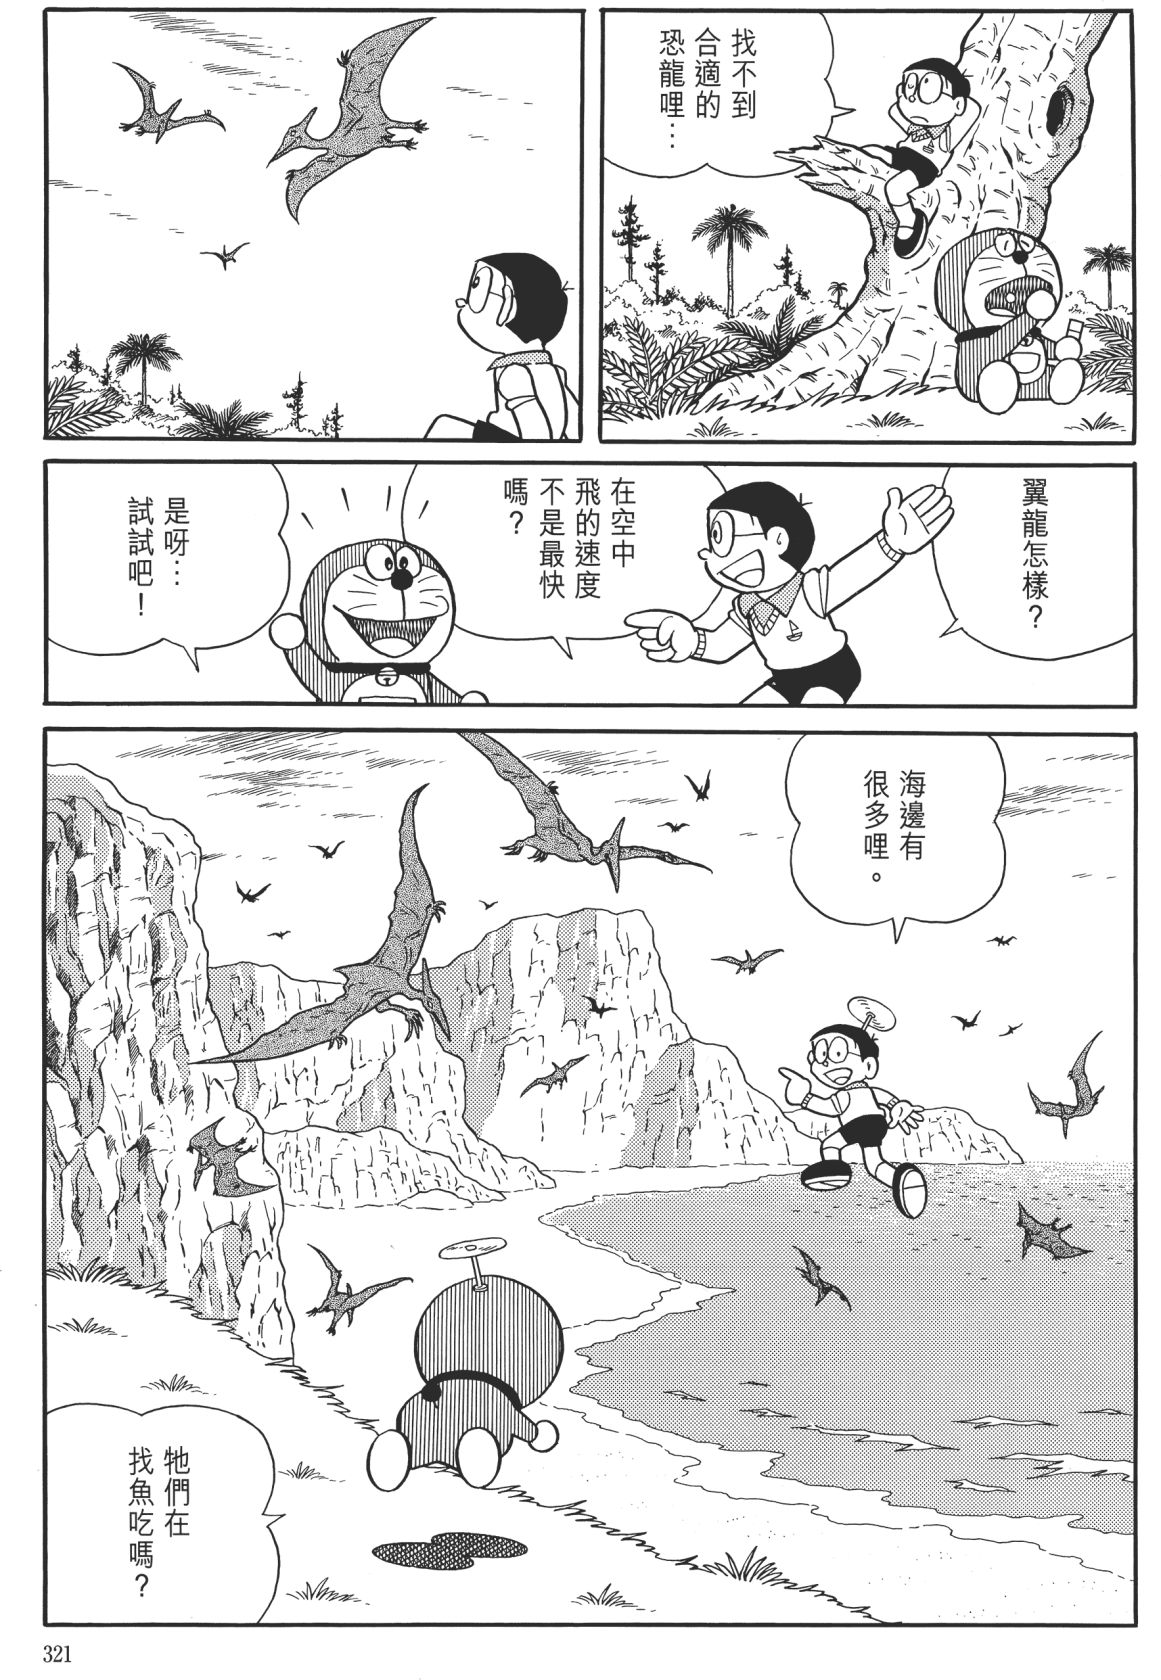 找不到
合適的
恐龍哩…
翼龍怎樣？
在空中
飛的速度
不是最快
嗎？
是呀…
試試吧！
海邊有
很多哩。
牠們在
找魚吃嗎？
321